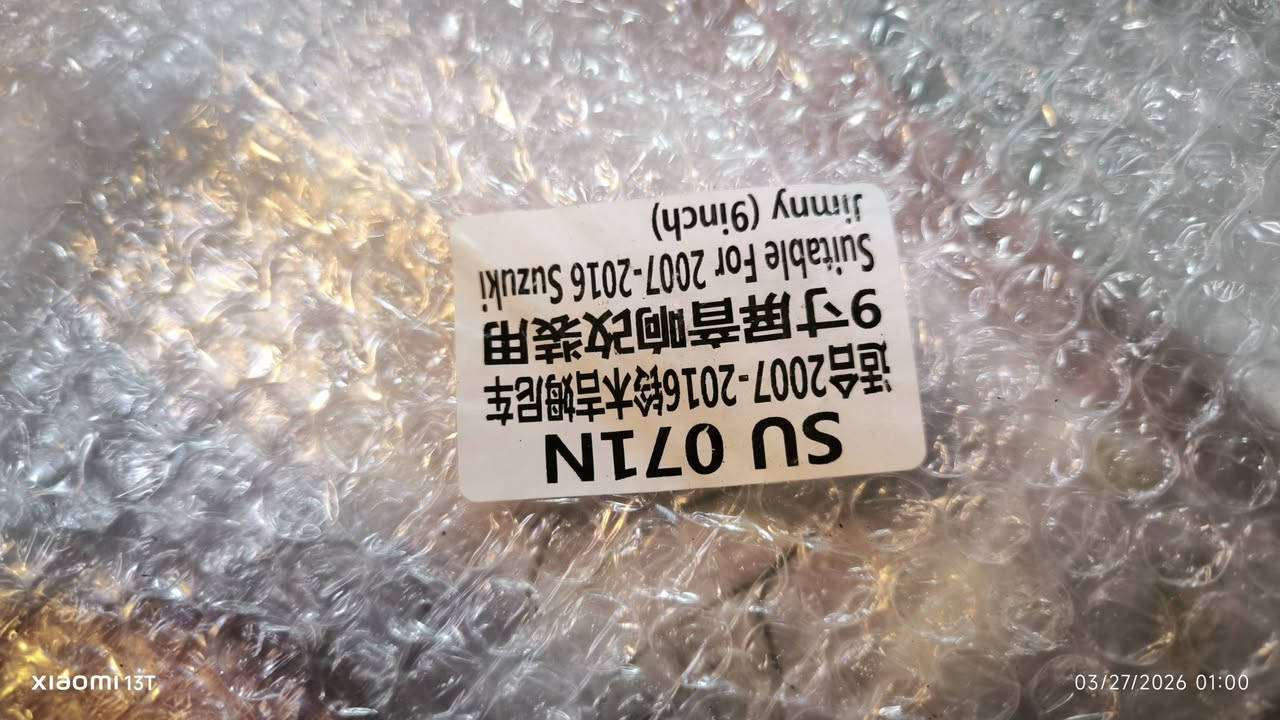 SU 071N
适合2007-2016铃木吉姆尼车
9寸屏音响改装用
Suitable For 2007-2016 Suzuki
Jimny (9inch)
xiaomi 13T
03/27/2026 01:00